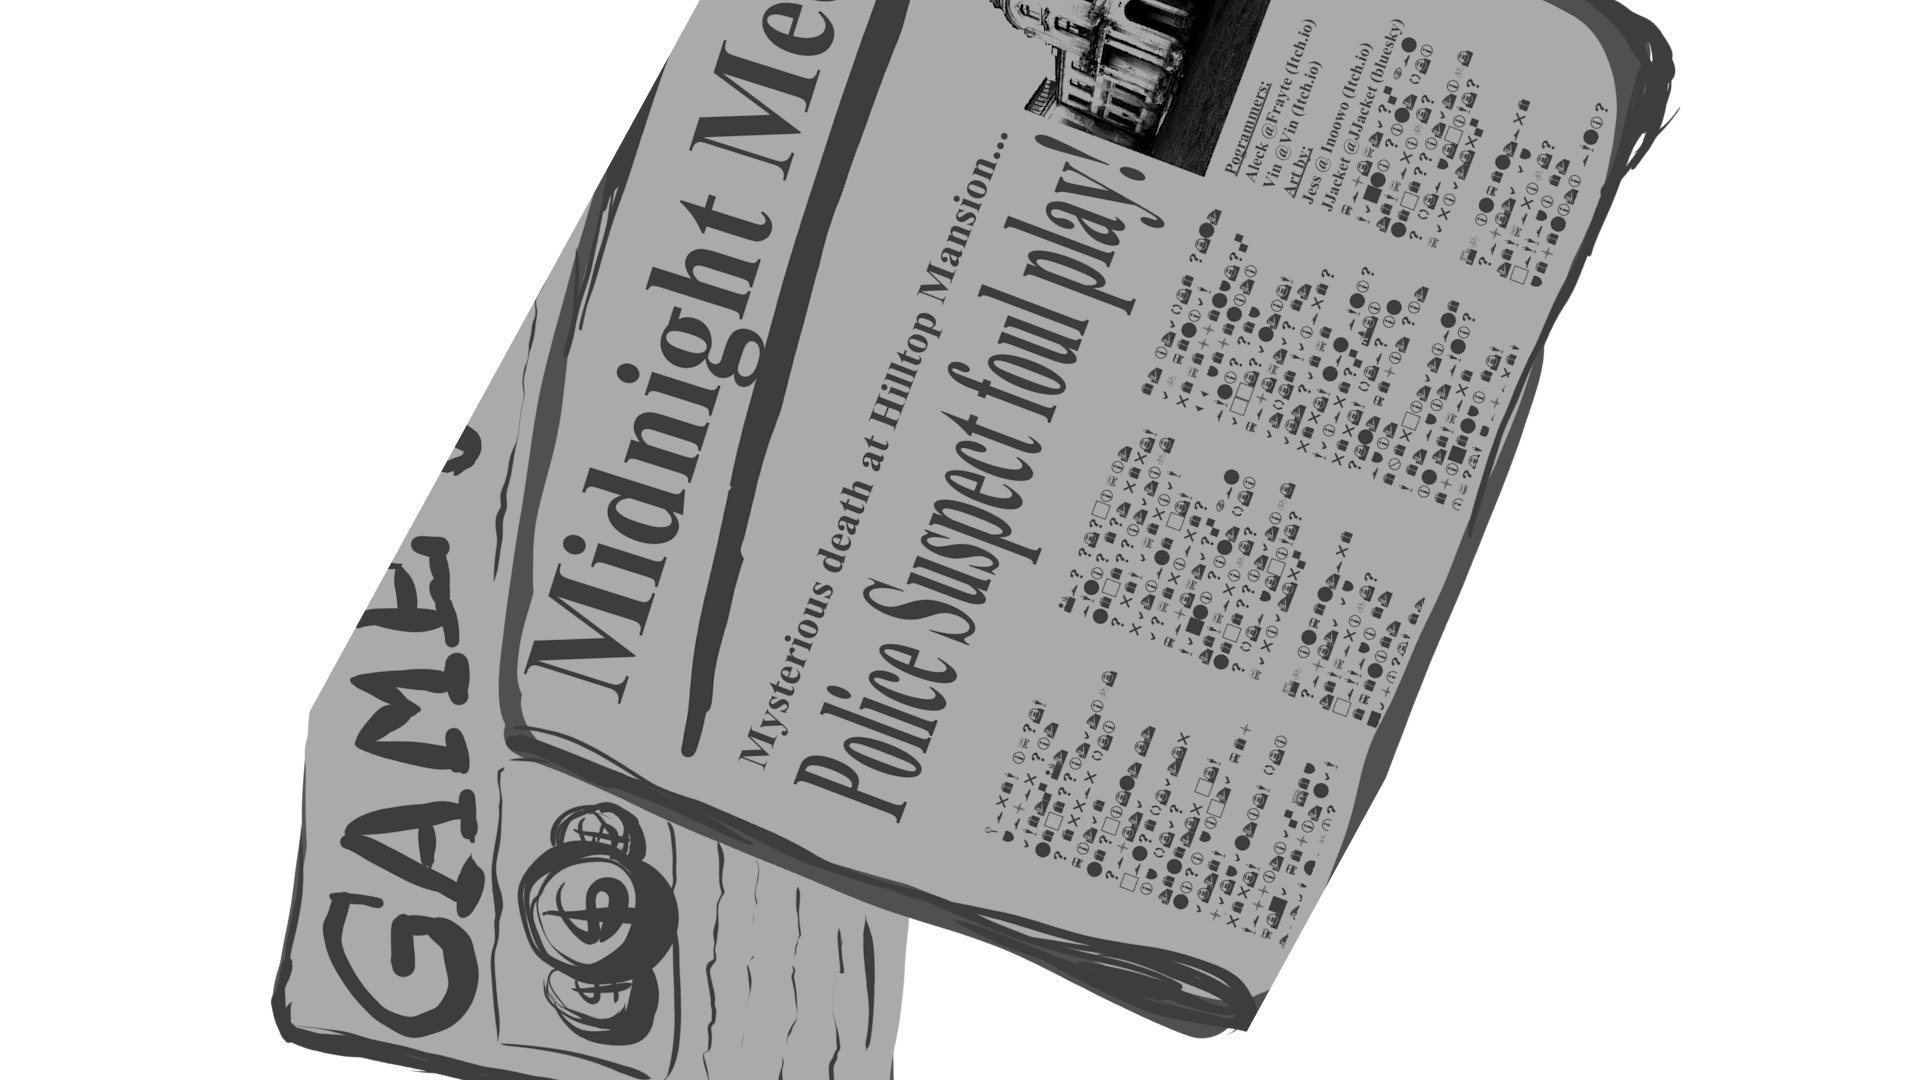 Midnight Me
Mysterious death at Hilltop Mansion...
Police Suspect foul play!
Pogrammers:
Aleck @Frayte (Itch.io)
Vin @Vin (Itch.io)
Art by:
Jess @ Inoowo (Itch.io)
JJacket @JJacket (bluesky)
GAME
$
$
$